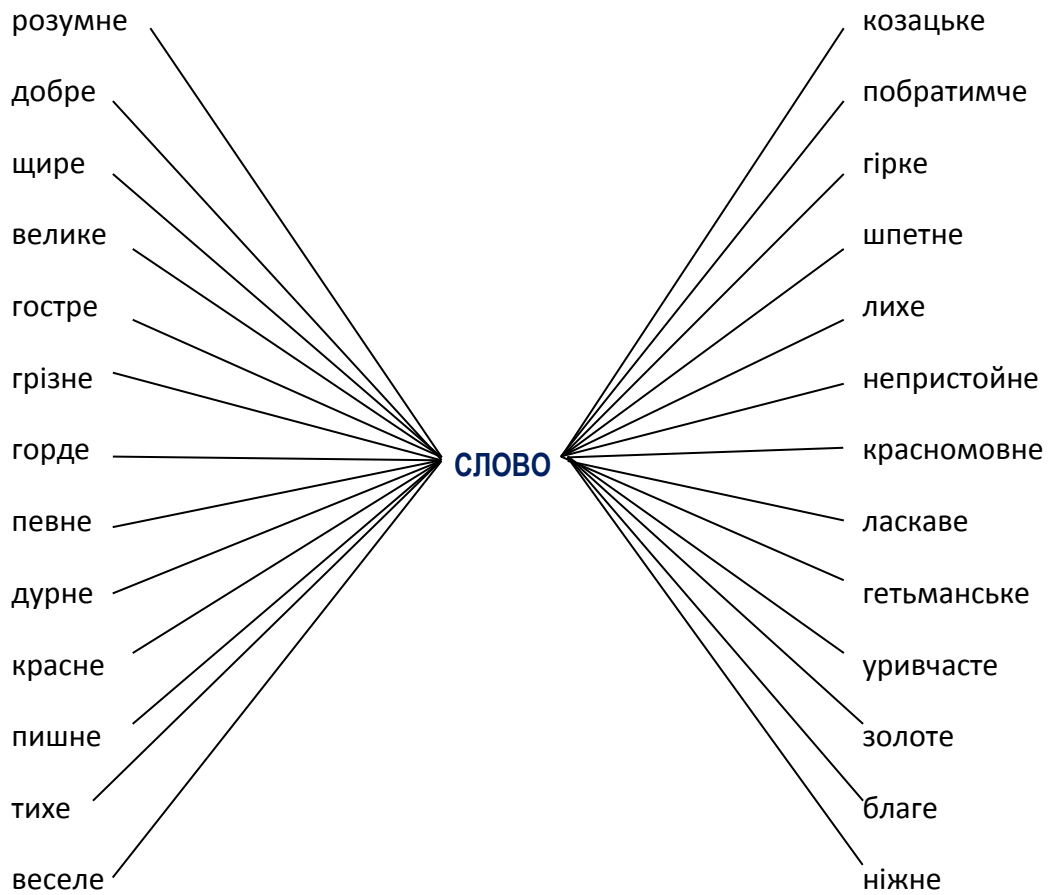 розумне козацьке
добре побратимче
щире гірке
велике шпетне
гостре лихе
грізне непристойне
горде красномовне
СЛОВО
певне ласкаве
дурне гетьманське
красне уривчасте
пишне золоте
тихе благе
веселе ніжне